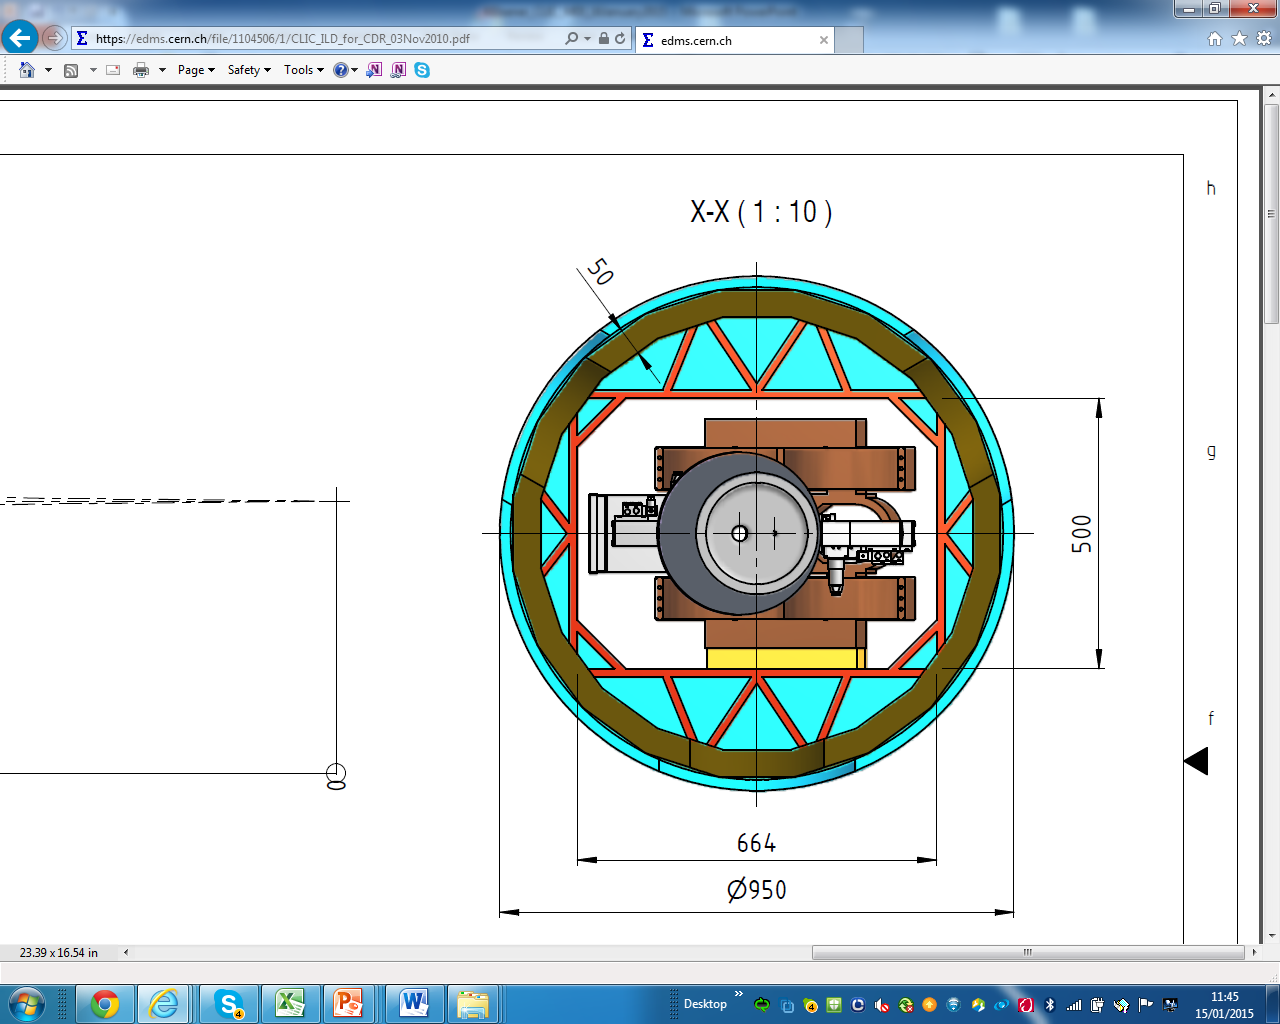 https://edms.cern.ch/file/1104506/1/CLIC_ILD_for_CDR_03Nov2010.pdf
edms.cern.ch
Page
Safety
Tools
X-X ( 1 : 10 )
h
50
g
500
f
0
664
Ø950
23.39 x 16.54 in
Desktop
11:45
15/01/2015